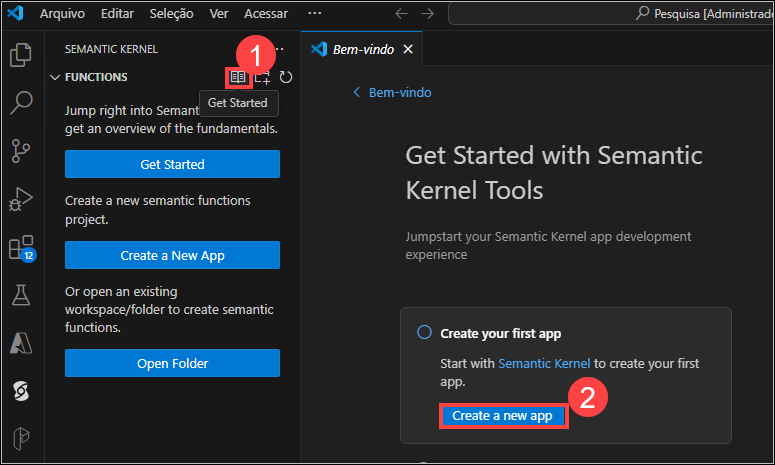 Arquivo Editar Seleção Ver Acessar ··· Pesquisa [Administrado
SEMANTIC KERNEL
1
Bem-vindo
FUNCTIONS
Get Started
Jump right into Semant
get an overview of the fundamentals.
Get Started
Create a new semantic functions
project.
Create a New App
12
Or open an existing
workspace/folder to create semantic
functions.
Open Folder
Bem-vindo
Get Started with Semantic
Kernel Tools
Jumpstart your Semantic Kernel app development
experience
Create your first app
Start with Semantic Kernel to create your first
app.
2
Create a new app